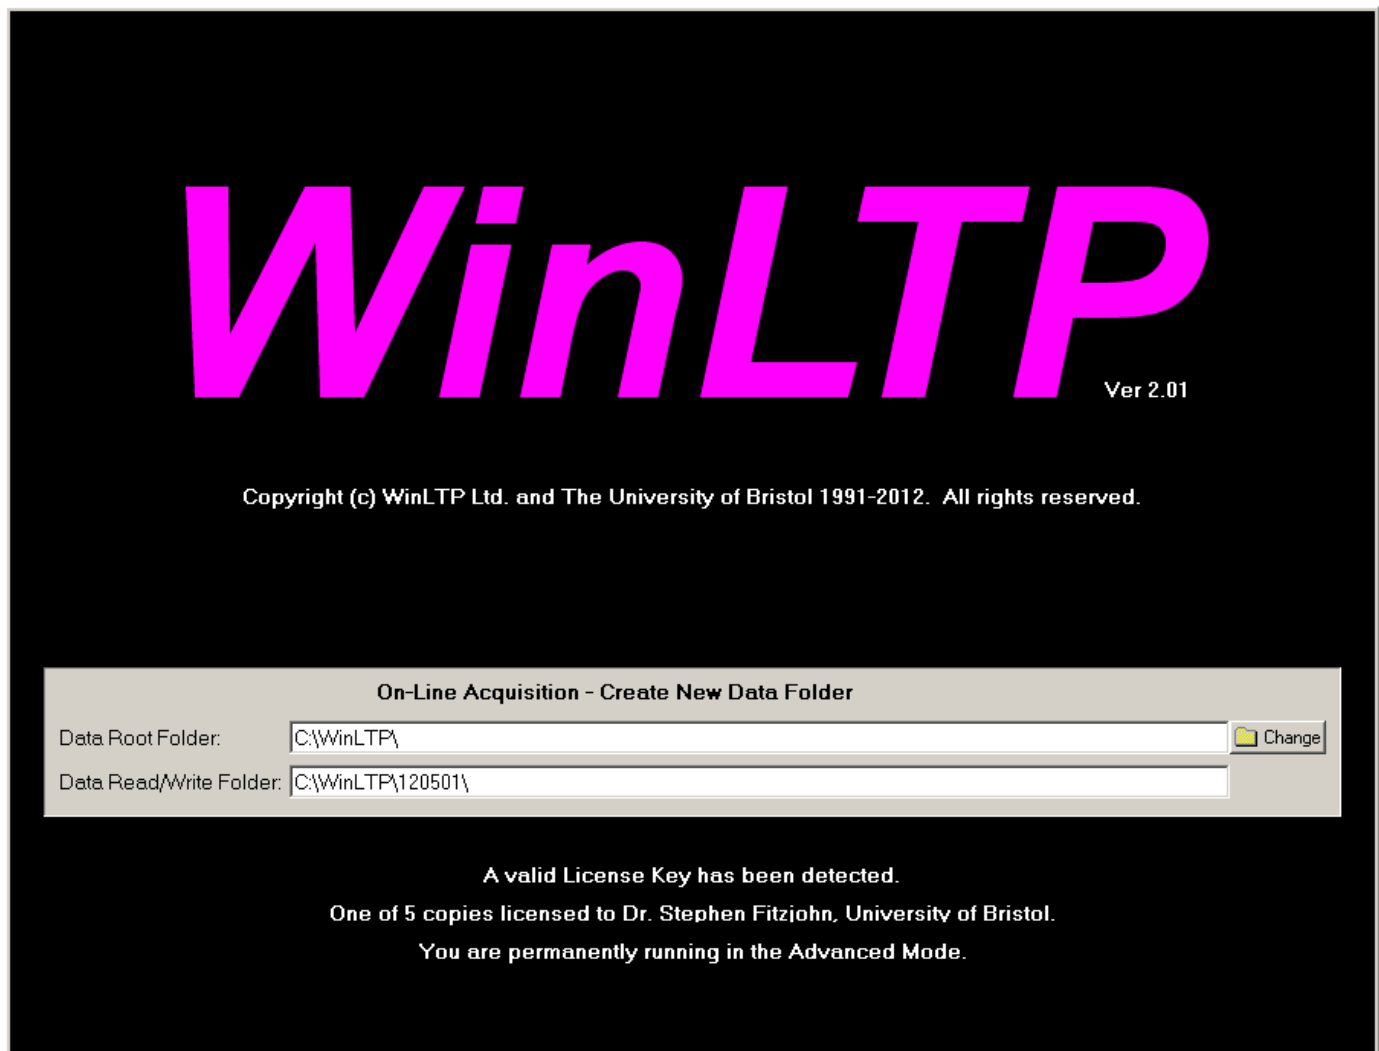 WinLTP
Ver 2.01
Copyright (c) WinLTP Ltd. and The University of Bristol 1991-2012.  All rights reserved.
On-Line Acquisition - Create New Data Folder
Data Root Folder: C:\WinLTP\ Change
Data Read/Write Folder: C:\WinLTP\120501\
A valid License Key has been detected.
One of 5 copies licensed to Dr. Stephen Fitzjohn, University of Bristol.
You are permanently running in the Advanced Mode.